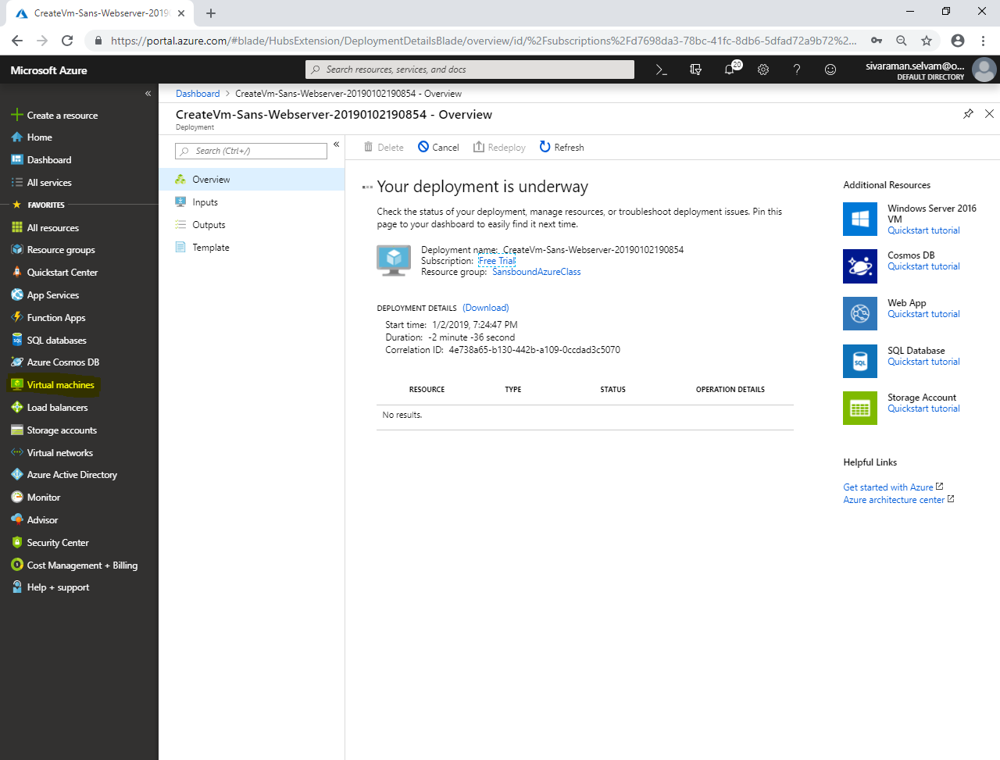 CreateVm-Sans-Webserver-2019
https://portal.azure.com/#blade/HubsExtension/DeploymentDetailsBlade/overview/id/%2Fsubscriptions%2Fd7698da3-78bc-41fc-8db6-5dfad72a9b72%2...
Microsoft Azure
Search resources, services, and docs
20
sivaraman.selvam@o...
DEFAULT DIRECTORY
Create a resource
Home
Dashboard
All services
FAVORITES
All resources
Resource groups
Quickstart Center
App Services
Function Apps
SQL databases
Azure Cosmos DB
Virtual machines
Load balancers
Storage accounts
Virtual networks
Azure Active Directory
Monitor
Advisor
Security Center
Cost Management + Billing
Help + support
Dashboard > CreateVm-Sans-Webserver-20190102190854 - Overview
CreateVm-Sans-Webserver-20190102190854 - Overview
Deployment
Search (Ctrl+/)
Overview
Inputs
Outputs
Template
Delete Cancel Redeploy Refresh
Your deployment is underway
Check the status of your deployment, manage resources, or troubleshoot deployment issues. Pin this
page to your dashboard to easily find it next time.
Deployment name: CreateVm-Sans-Webserver-20190102190854
Subscription: Free Trial
Resource group: SansboundAzureClass
DEPLOYMENT DETAILS (Download)
Start time: 1/2/2019, 7:24:47 PM
Duration: -2 minute -36 second
Correlation ID: 4e738a65-b130-442b-a109-0ccdad3c5070
RESOURCE TYPE STATUS OPERATION DETAILS
No results.
Additional Resources
Windows Server 2016
VM
Quickstart tutorial
Cosmos DB
Quickstart tutorial
Web App
Quickstart tutorial
SQL
SQL Database
Quickstart tutorial
Storage Account
Quickstart tutorial
Helpful Links
Get started with Azure
Azure architecture center